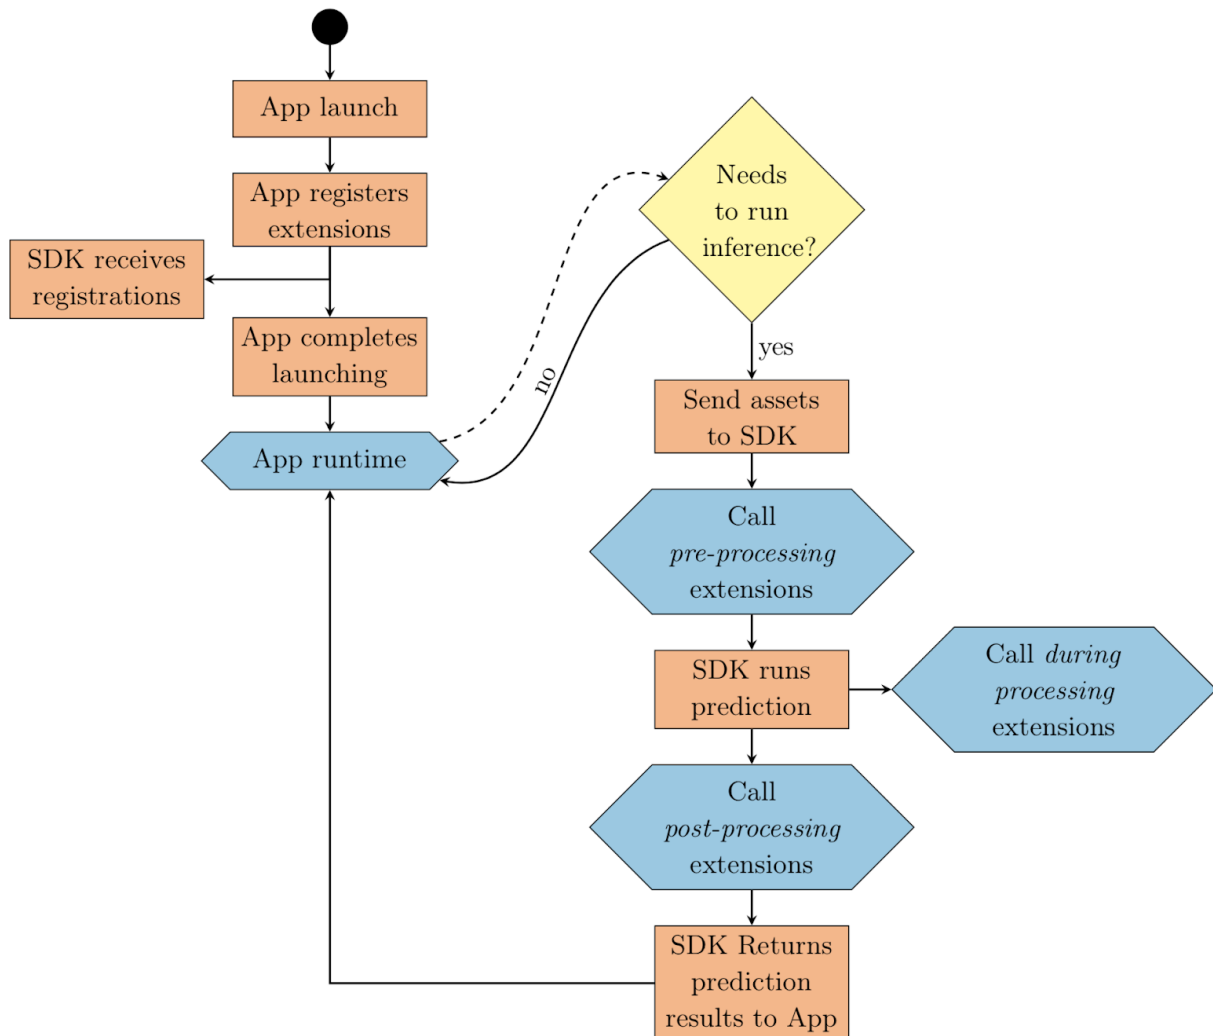 App launch
App registers
extensions
SDK receives
registrations
App completes
launching
App runtime
Needs
to run
inference?
no
yes
Send assets
to SDK
Call
pre-processing
extensions
SDK runs
prediction
Call during
processing
extensions
Call
post-processing
extensions
SDK Returns
prediction
results to App